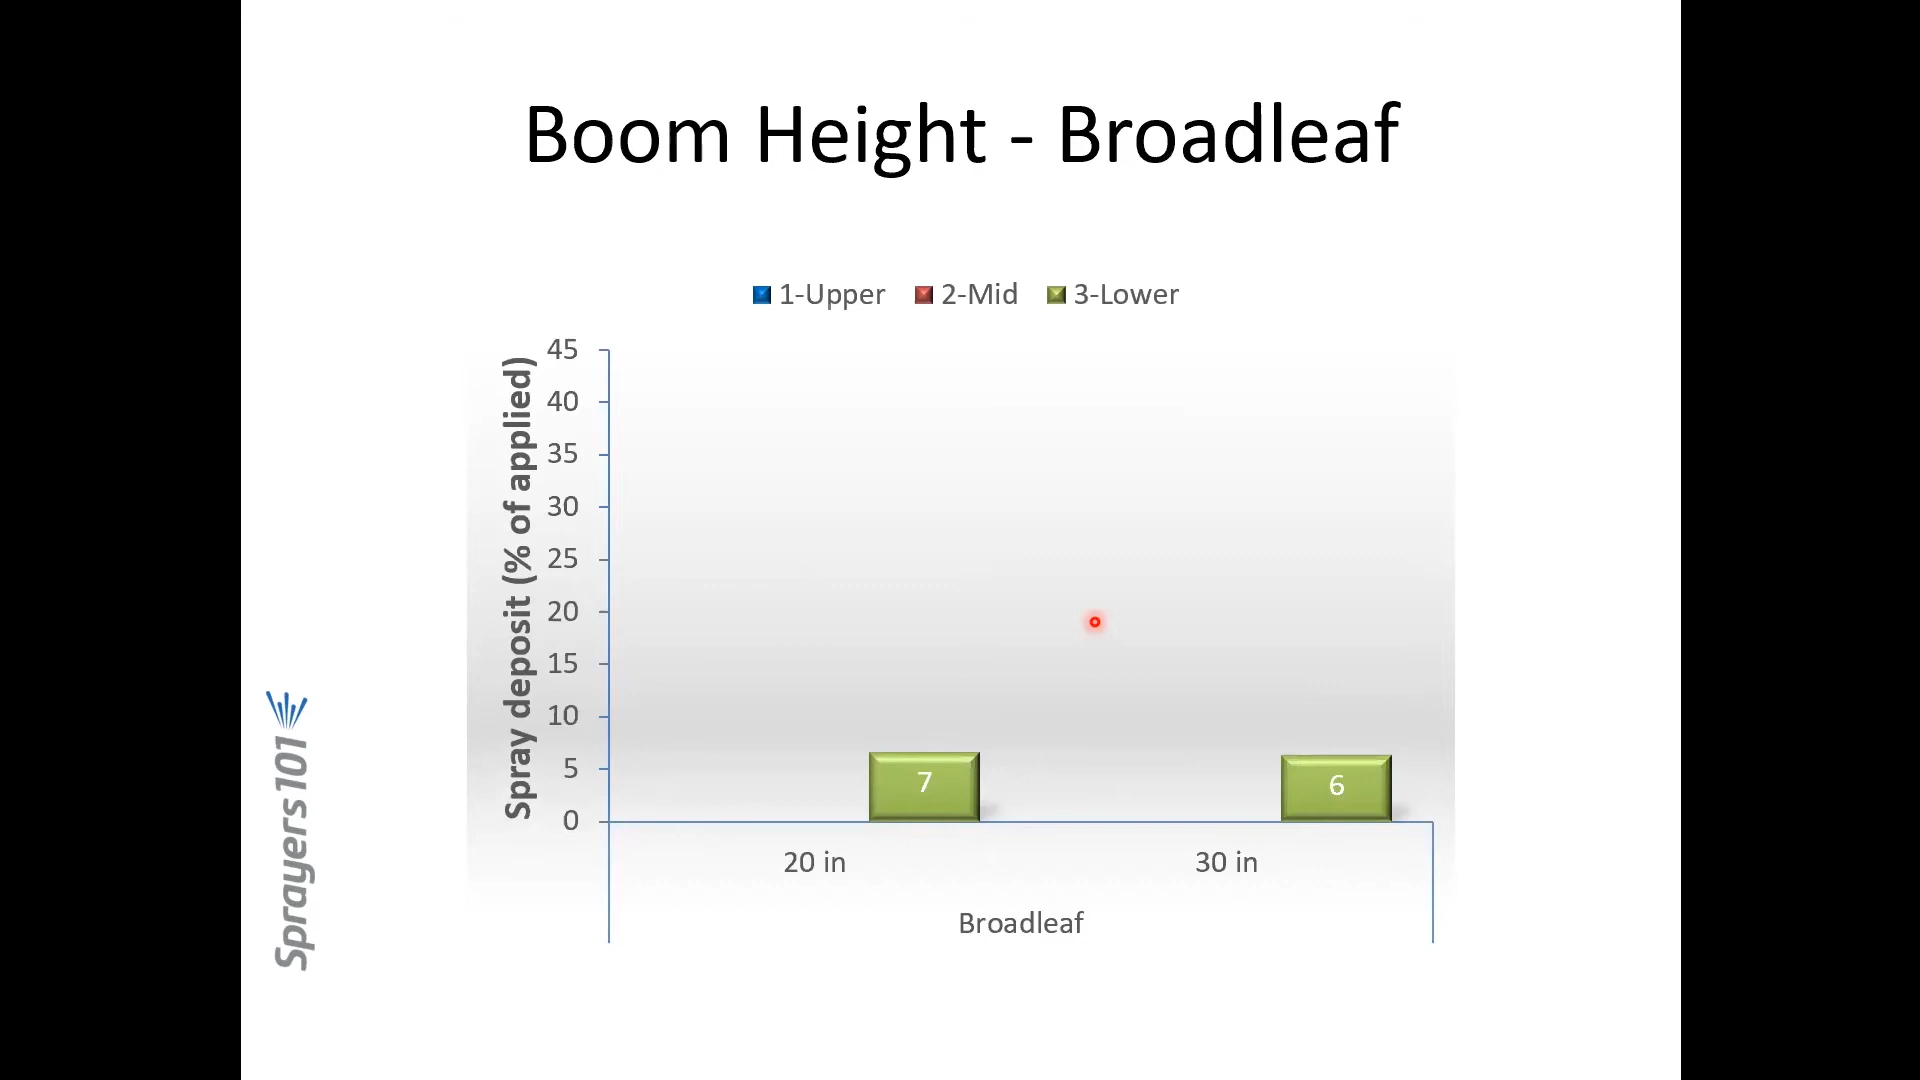 Boom Height - Broadleaf
1-Upper 2-Mid 3-Lower
Spray deposit (% of applied)
45
40
35
30
25
20
15
10
5
0
7
6
20 in
30 in
Broadleaf
Sprayers101